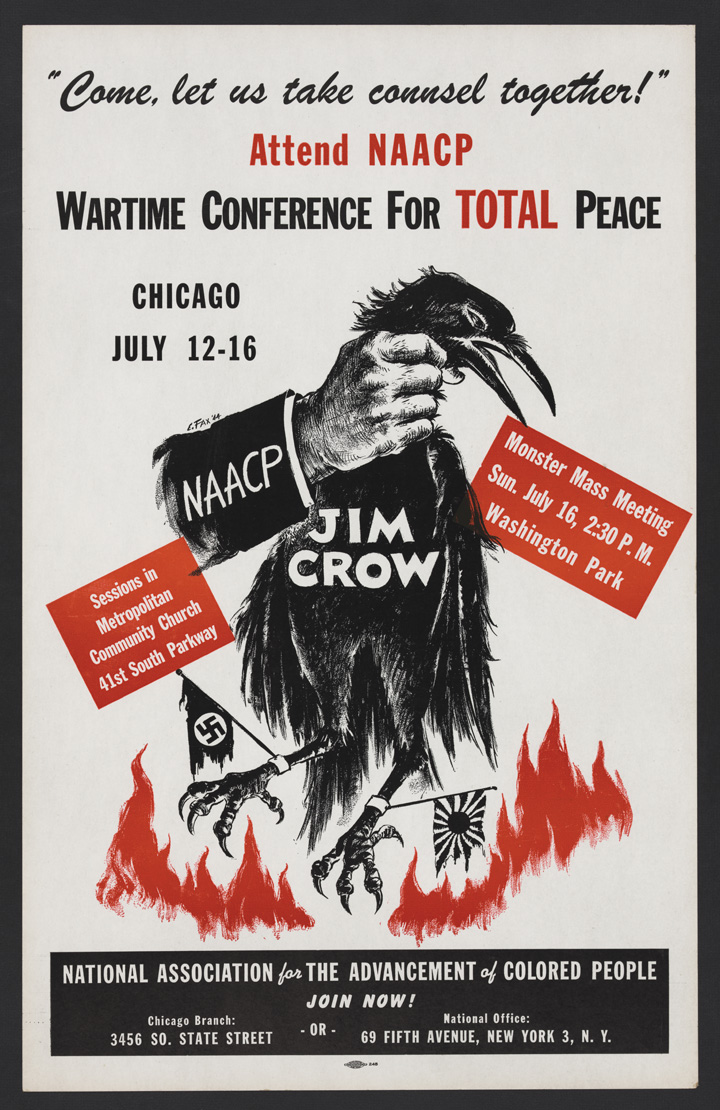 "Come, let us take connsel together!"
Attend NAACP
WARTIME CONFERENCE FOR TOTAL PEACE
CHICAGO
JULY 12-16
E. FAX '44
NAACP
JIM
CROW
Monster Mass Meeting
Sun. July 16, 2:30 P. M.
Washington Park
Sessions in
Metropolitan
Community Church
41st South Parkway
NATIONAL ASSOCIATION for THE ADVANCEMENT of COLORED PEOPLE
JOIN NOW!
Chicago Branch:
3456 SO. STATE STREET
- OR -
National Office:
69 FIFTH AVENUE, NEW YORK 3, N. Y.